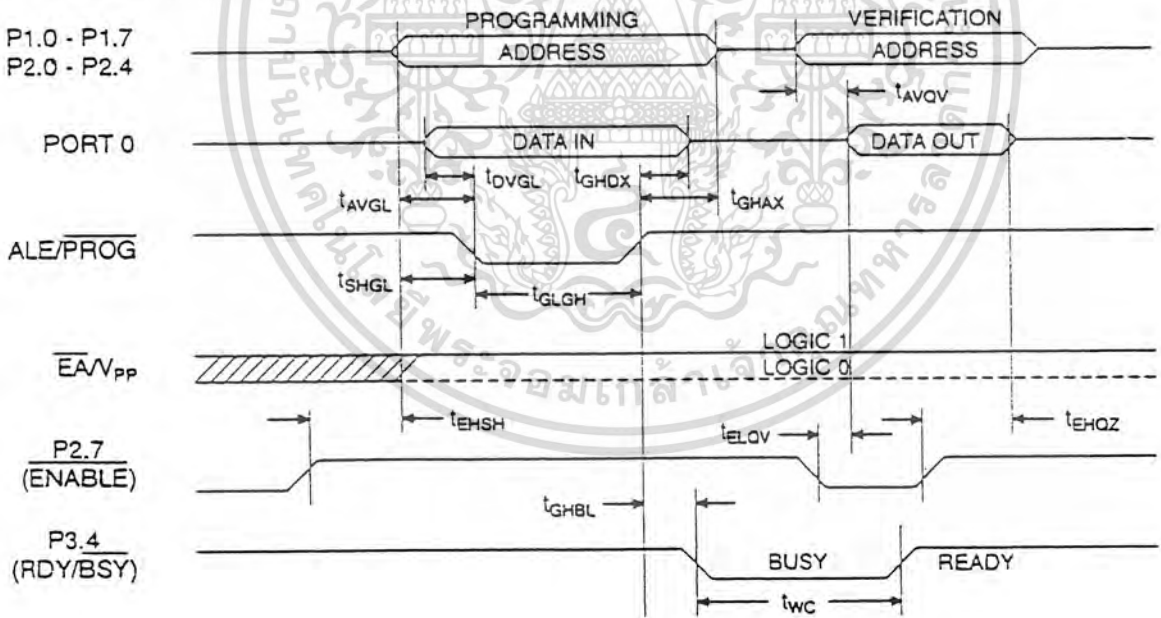 PROGRAMMING VERIFICATION
P1.0 - P1.7
P2.0 - P2.4
ADDRESS ADDRESS
tAVQV
PORT 0 DATA IN DATA OUT
tDVGL tGHDX
tAVGL tGHAX
ALE/PROG
tSHGL
tGLGH
LOGIC 1
EA/VPP LOGIC 0
tEHSH tELQV tEHQZ
P2.7
(ENABLE)
tGHBL
P3.4
(RDY/BSY) BUSY READY
tWC